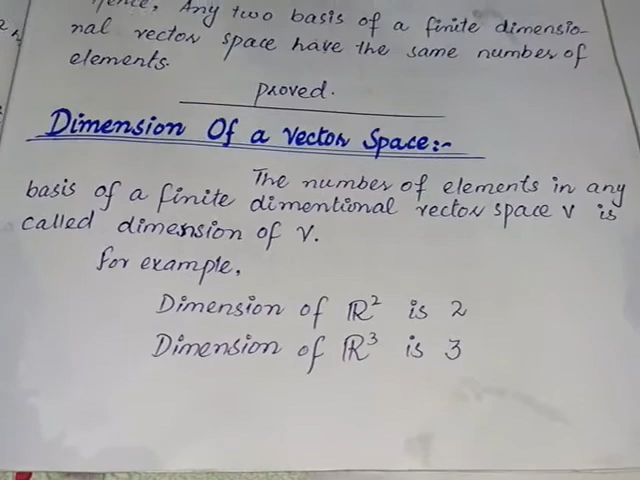 Hence, Any two basis of a finite dimensio-
nal vector space have the same number of
elements.
proved.
Dimension Of a Vector Space:-
The number of elements in any
basis of a finite dimentional vector space V is
called dimension of V.
For example,
Dimension of ℝ² is 2
Dimension of ℝ³ is 3